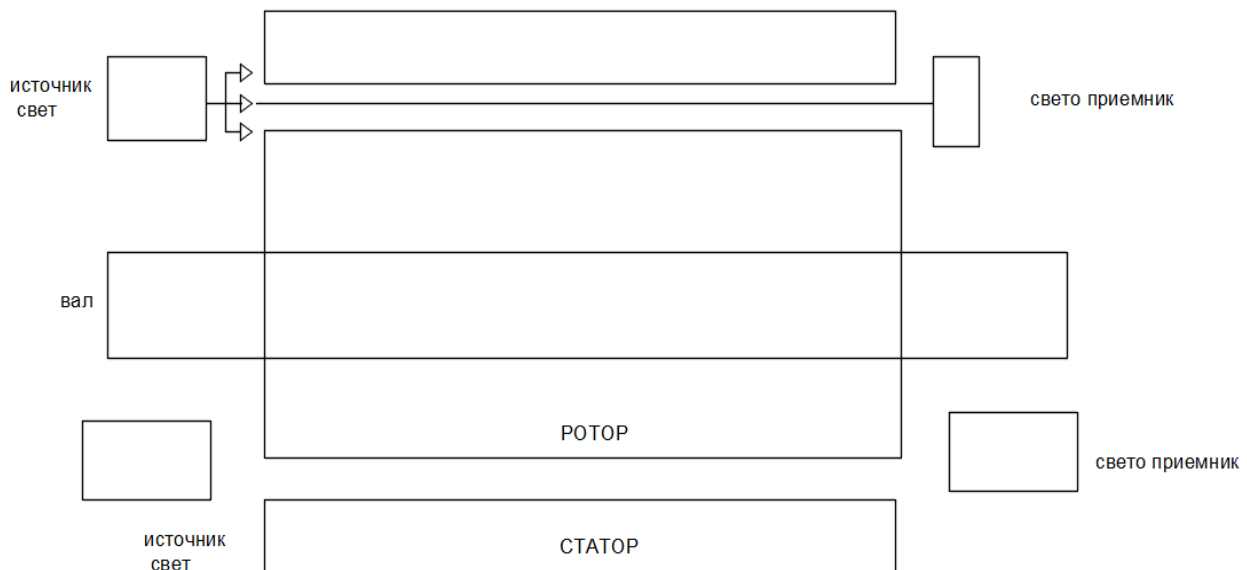 источник
свет
свето приемник
вал
РОТОР
свето приемник
источник
свет
СТАТОР